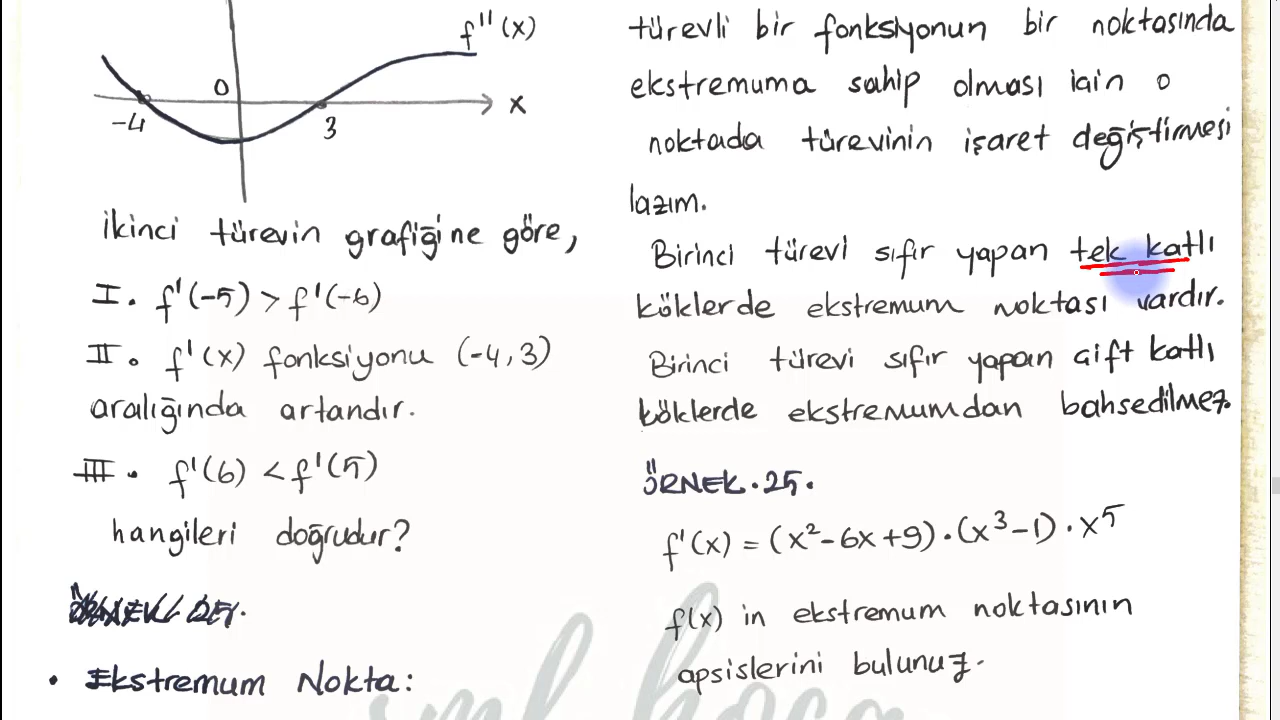 f''(x)
0
x
-4
3
ikinci türevin grafiğine göre,
I. f'(-5) > f'(-6)
II. f'(x) fonksiyonu (-4,3)
aralığında artandır.
III. f'(6) < f'(5)
hangileri doğrudur?
• Ekstremum Nokta:
türevli bir fonksiyonun bir noktasında
ekstremuma sahip olması için o
noktada türevinin işaret değiştirmesi
lazım.
Birinci türevi sıfır yapan tek katlı
köklerde ekstremum noktası vardır.
Birinci türevi sıfır yapan çift katlı
köklerde ekstremumdan bahsedilmez.
ÖRNEK.25.
f'(x) = (x²-6x+9).(x³-1).x⁵
f(x) in ekstremum noktasının
apsislerini bulunuz.